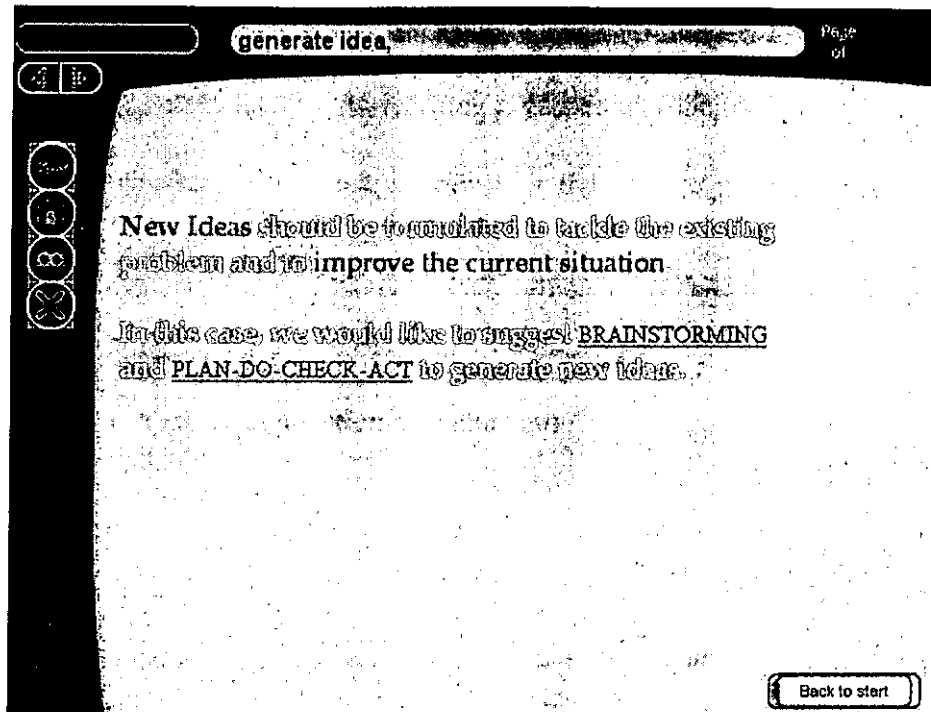 generate idea,
Page
of
New Ideas should be formulated to tackle the existing
problem and to improve the current situation
In this case, we would like to suggest BRAINSTORMING
and PLAN-DO-CHECK-ACT to generate new ideas.
Back to start